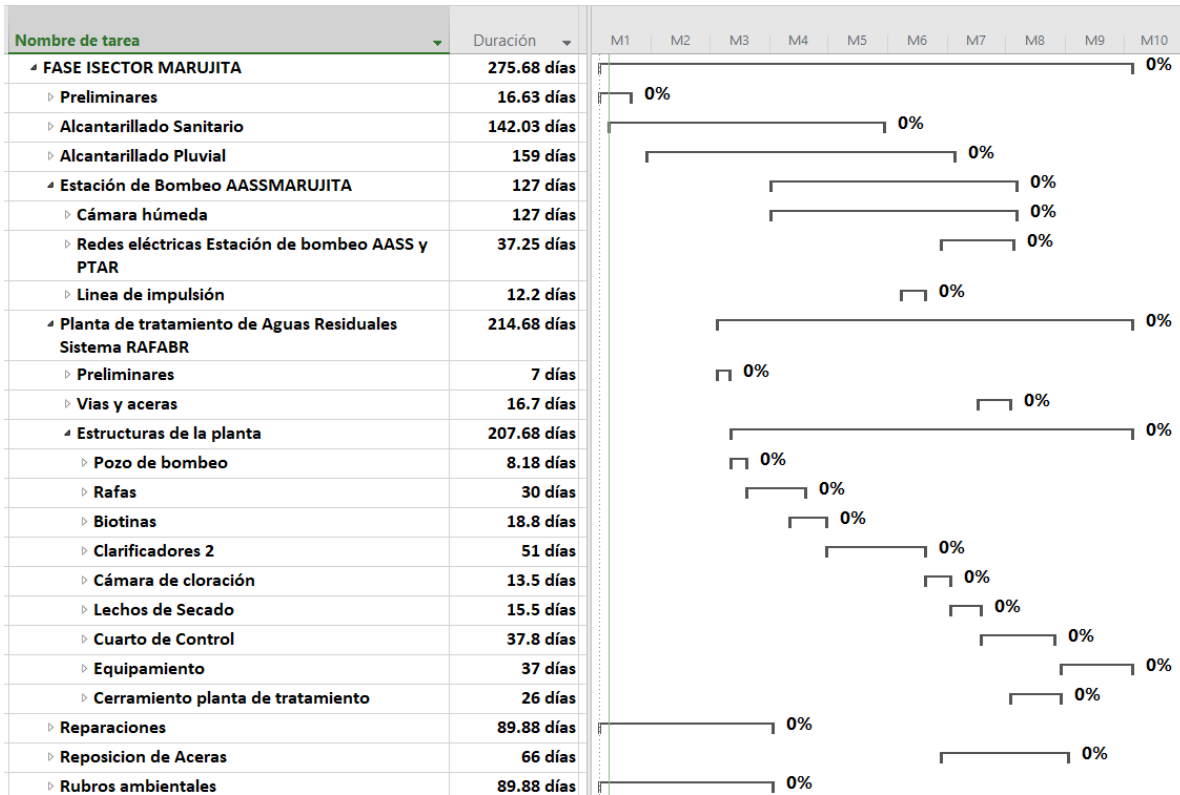 Nombre de tarea Duración M1 M2 M3 M4 M5 M6 M7 M8 M9 M10
FASE ISECTOR MARUJITA 275.68 días 0%
Preliminares 16.63 días 0%
Alcantarillado Sanitario 142.03 días 0%
Alcantarillado Pluvial 159 días 0%
Estación de Bombeo AASSMARUJITA 127 días 0%
Cámara húmeda 127 días 0%
Redes eléctricas Estación de bombeo AASS y 37.25 días 0%
PTAR
Linea de impulsión 12.2 días 0%
Planta de tratamiento de Aguas Residuales 214.68 días 0%
Sistema RAFABR
Preliminares 7 días 0%
Vias y aceras 16.7 días 0%
Estructuras de la planta 207.68 días 0%
Pozo de bombeo 8.18 días 0%
Rafas 30 días 0%
Biotinas 18.8 días 0%
Clarificadores 2 51 días 0%
Cámara de cloración 13.5 días 0%
Lechos de Secado 15.5 días 0%
Cuarto de Control 37.8 días 0%
Equipamiento 37 días 0%
Cerramiento planta de tratamiento 26 días 0%
Reparaciones 89.88 días 0%
Reposicion de Aceras 66 días 0%
Rubros ambientales 89.88 días 0%